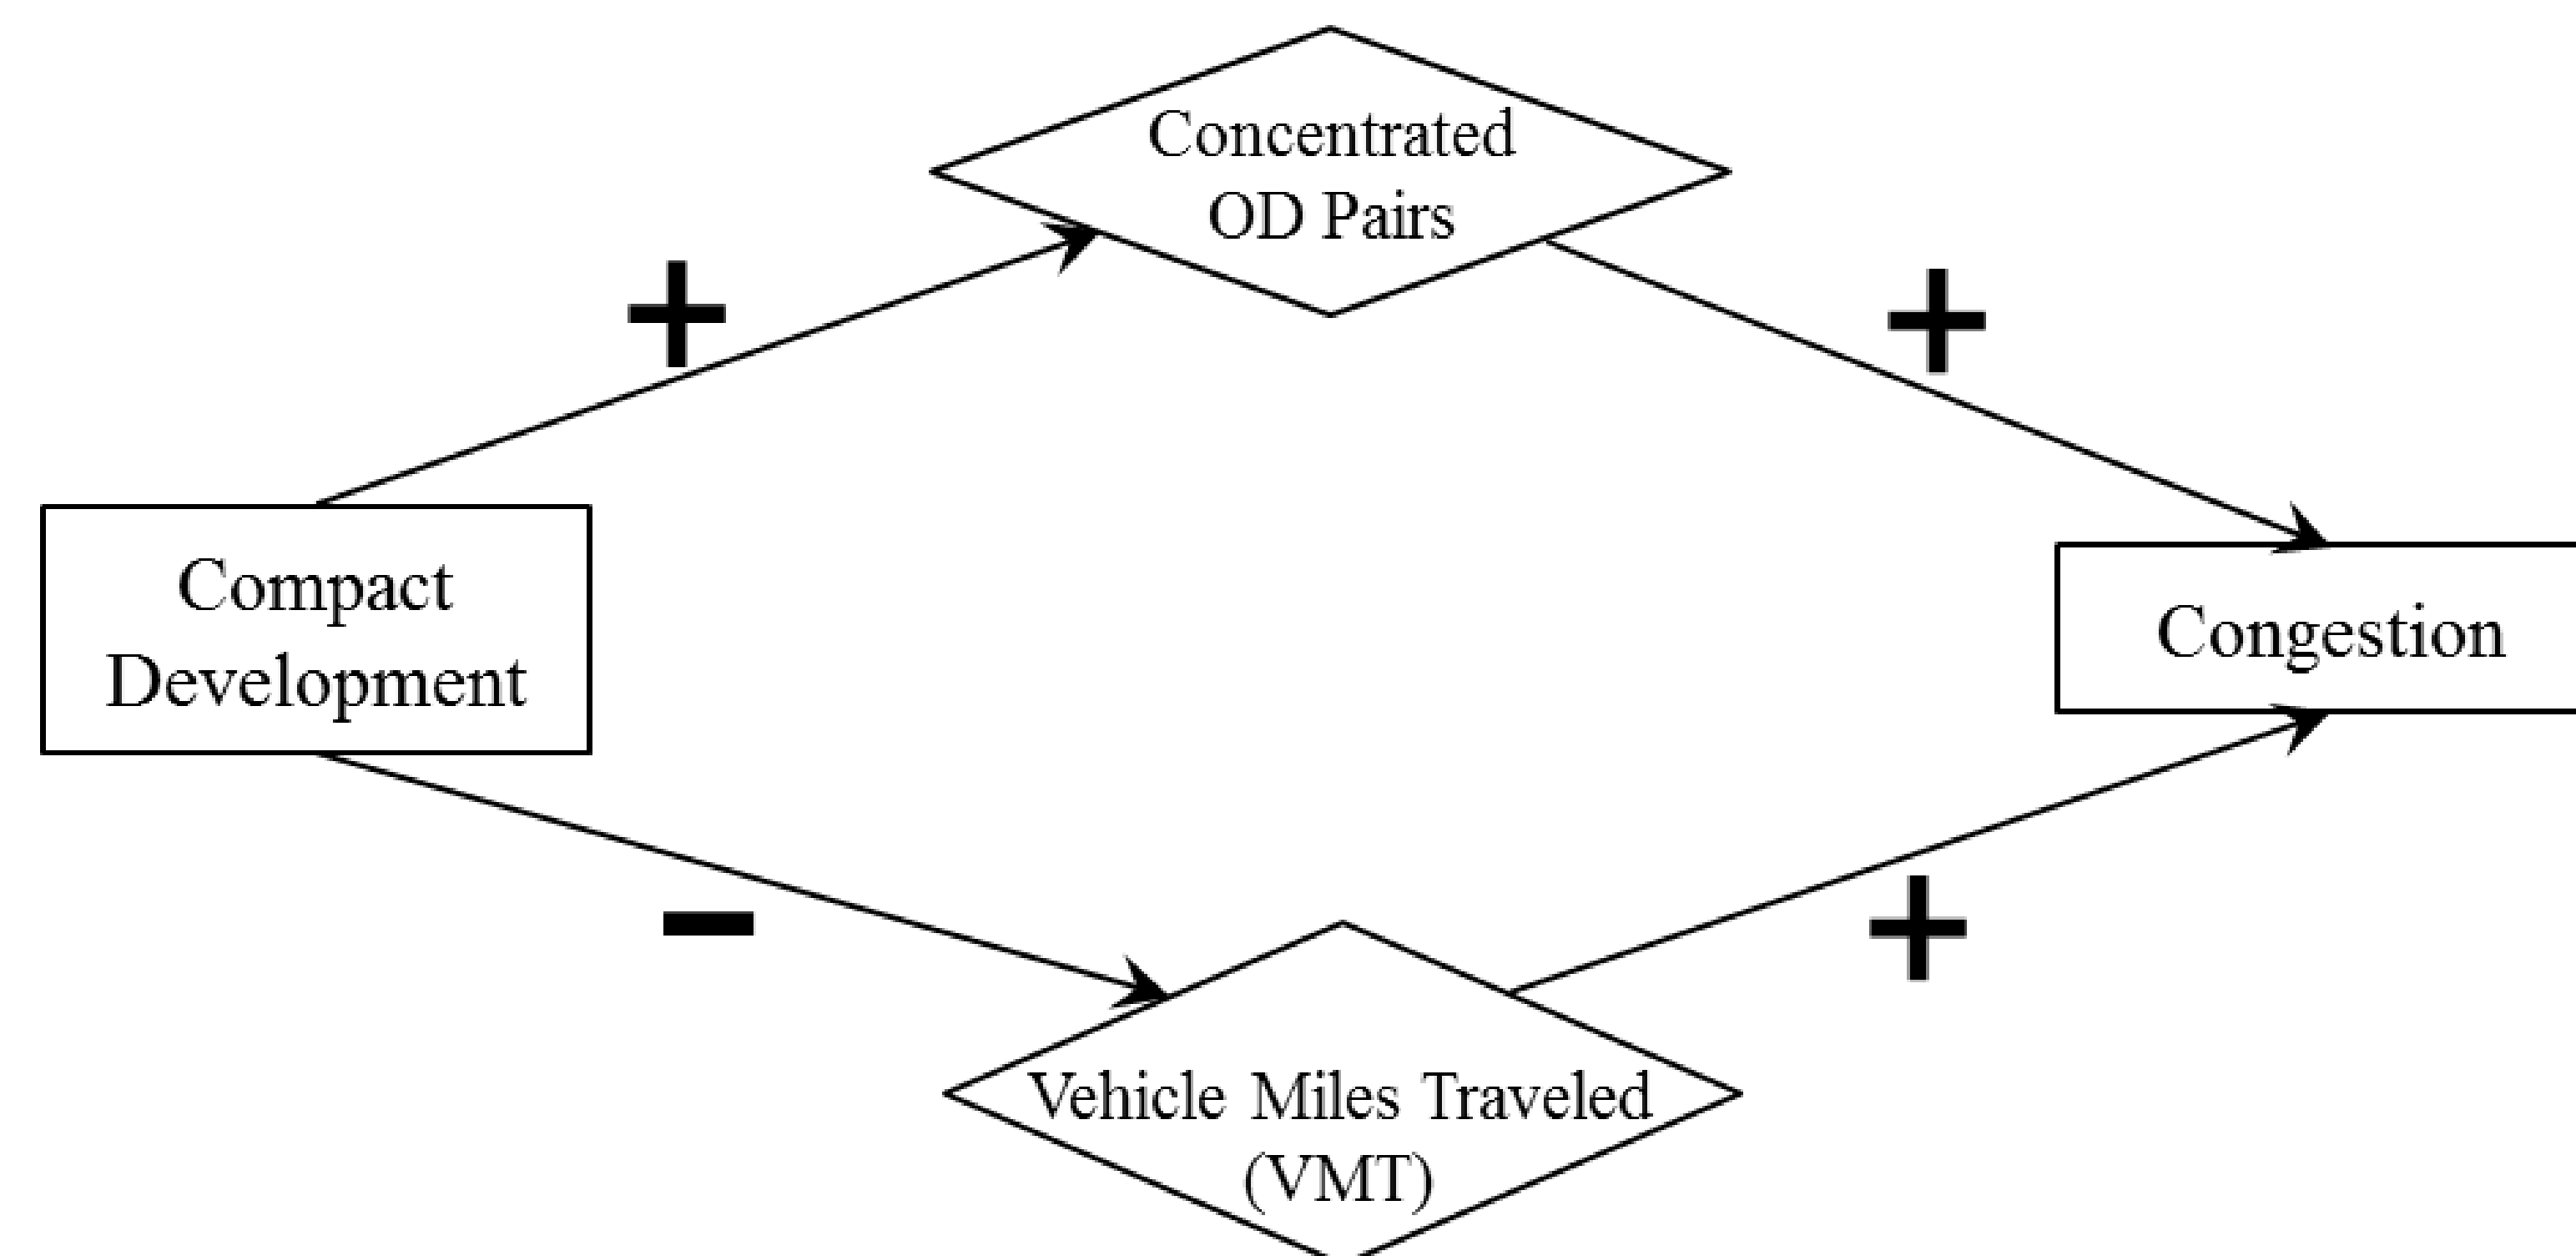 Concentrated
OD Pairs
+
+
Compact
Development
Congestion
−
+
Vehicle Miles Traveled
(VMT)